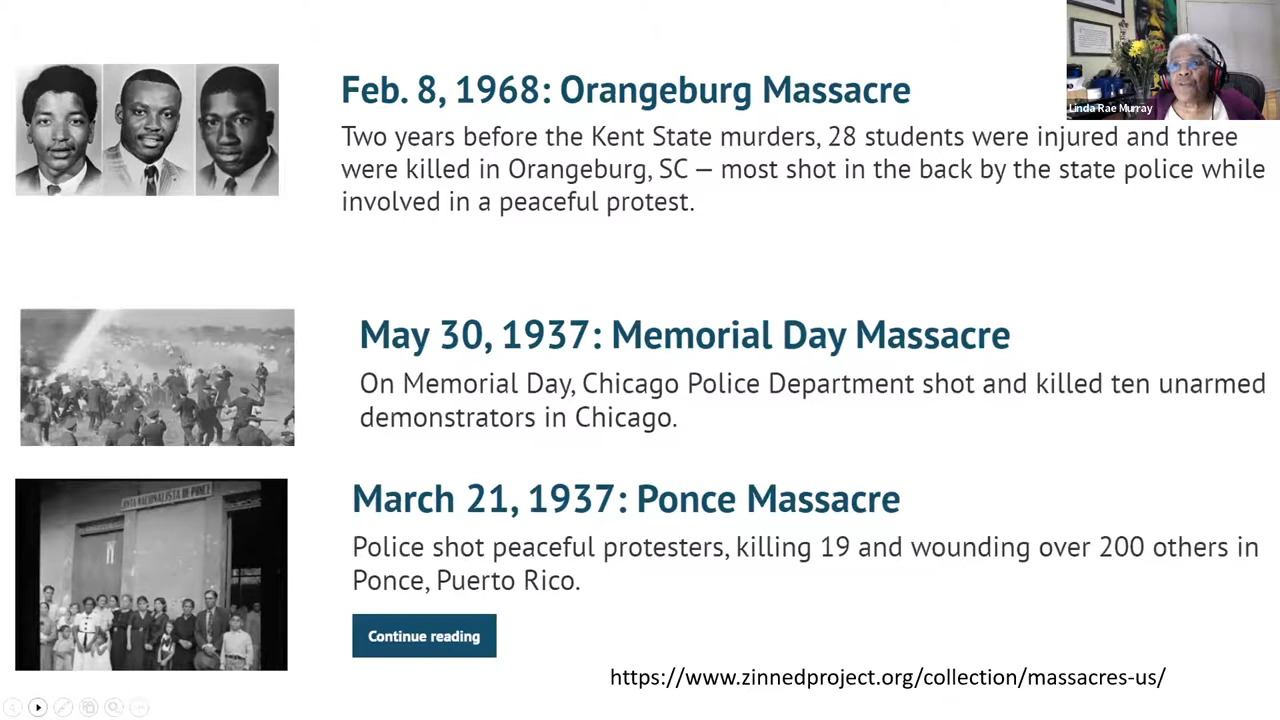 Feb. 8, 1968: Orangeburg Massacre
Linda Rae Murray
Two years before the Kent State murders, 28 students were injured and three
were killed in Orangeburg, SC — most shot in the back by the state police while
involved in a peaceful protest.
May 30, 1937: Memorial Day Massacre
On Memorial Day, Chicago Police Department shot and killed ten unarmed
demonstrators in Chicago.
JUNTA NACIONALISTA DE PONCE
March 21, 1937: Ponce Massacre
Police shot peaceful protesters, killing 19 and wounding over 200 others in
Ponce, Puerto Rico.
Continue reading
https://www.zinnedproject.org/collection/massacres-us/